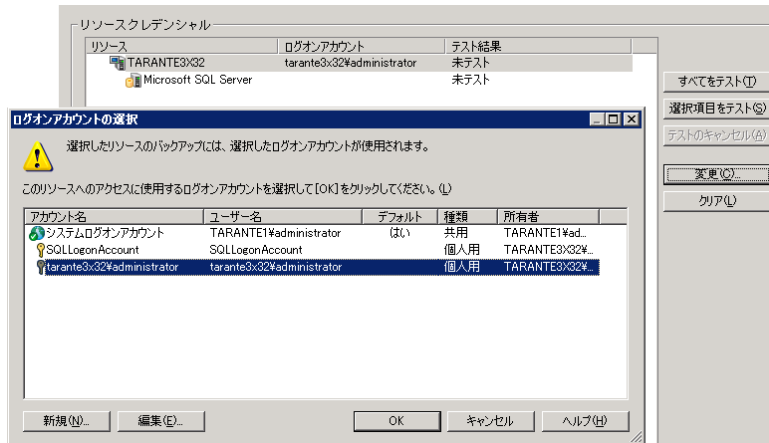 リソースクレデンシャル
リソース ログオンアカウント テスト結果
TARANTE3X32 tarante3x32¥administrator 未テスト
Microsoft SQL Server 未テスト
すべてをテスト(T)
選択項目をテスト(S)
テストのキャンセル(A)
変更(C)...
クリア(L)
ログオンアカウントの選択
選択したリソースのバックアップには、選択したログオンアカウントが使用されます。
このリソースへのアクセスに使用するログオンアカウントを選択して[OK]をクリックしてください。(L)
アカウント名 ユーザー名 デフォルト 種類 所有者
システムログオンアカウント TARANTE1¥administrator はい 共用 TARANTE1¥ad...
SQLLogonAccount SQLLogonAccount 個人用 TARANTE3X32¥...
tarante3x32¥administrator tarante3x32¥administrator 個人用 TARANTE3X32¥...
新規(N)... 編集(E)... OK キャンセル ヘルプ(H)